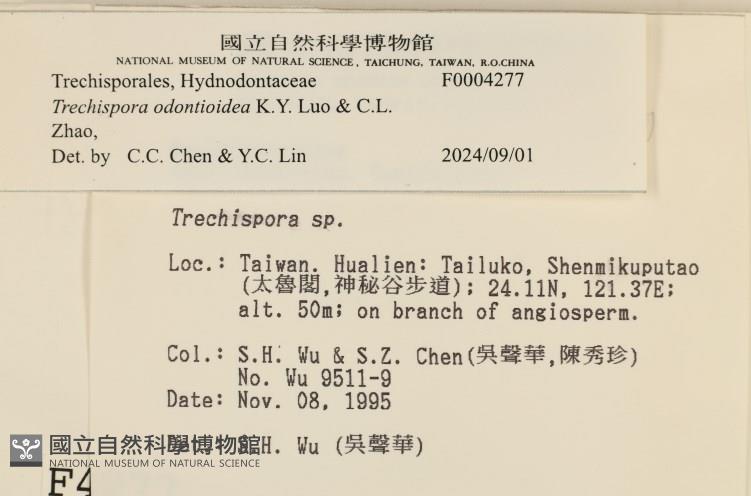 國立自然科學博物館
NATIONAL MUSEUM OF NATURAL SCIENCE, TAICHUNG, TAIWAN, R.O.CHINA
Trechisporales, Hydnodontaceae F0004277
Trechispora odontioidea K.Y. Luo & C.L.
Zhao,
Det. by C.C. Chen & Y.C. Lin 2024/09/01
Trechispora sp.
Loc.: Taiwan. Hualien: Tailuko, Shenmikuputao
(太魯閣,神秘谷步道); 24.11N, 121.37E;
alt. 50m; on branch of angiosperm.
Col.: S.H. Wu & S.Z. Chen(吳聲華,陳秀珍)
No. Wu 9511-9
Date: Nov. 08, 1995
S.H. Wu (吳聲華)
國立自然科學博物館
NATIONAL MUSEUM OF NATURAL SCIENCE
F4